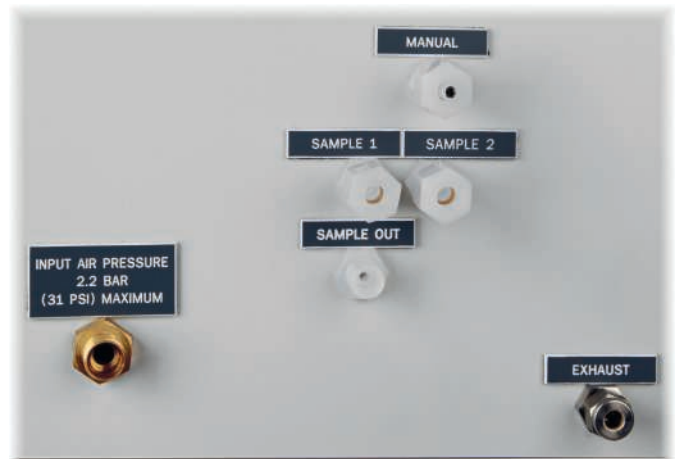 MANUAL
SAMPLE 1
SAMPLE 2
SAMPLE OUT
INPUT AIR PRESSURE
2.2 BAR
(31 PSI) MAXIMUM
EXHAUST